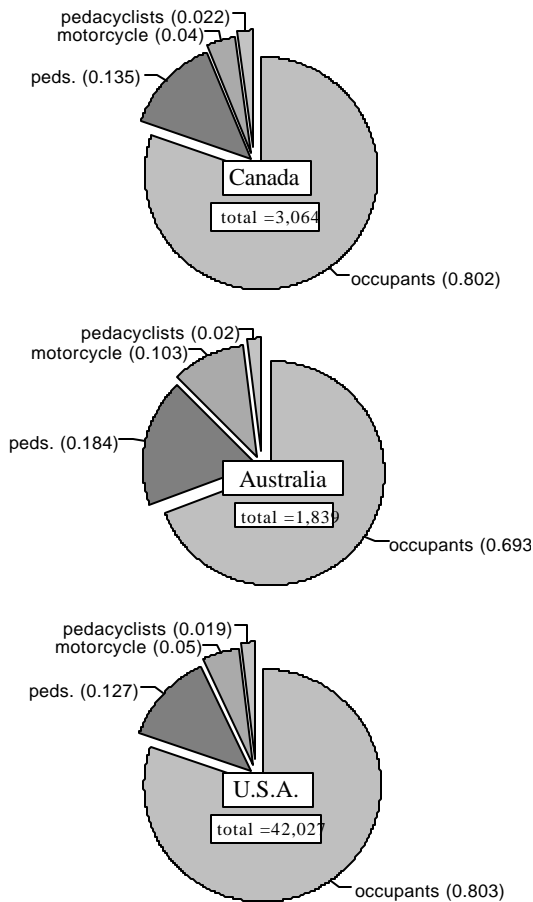 pedacyclists (0.022)
motorcycle (0.04)
peds. (0.135)
Canada
total =3,064
occupants (0.802)
pedacyclists (0.02)
motorcycle (0.103)
peds. (0.184)
Australia
total =1,839
occupants (0.693
pedacyclists (0.019)
motorcycle (0.05)
peds. (0.127)
U.S.A.
total =42,027
occupants (0.803)